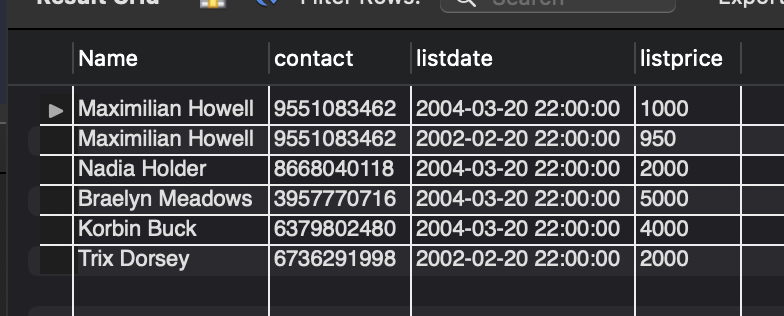 Result Grid Filter Rows: Search Export
Name contact listdate listprice
Maximilian Howell 9551083462 2004-03-20 22:00:00 1000
Maximilian Howell 9551083462 2002-02-20 22:00:00 950
Nadia Holder 8668040118 2004-03-20 22:00:00 2000
Braelyn Meadows 3957770716 2004-03-20 22:00:00 5000
Korbin Buck 6379802480 2004-03-20 22:00:00 4000
Trix Dorsey 6736291998 2002-02-20 22:00:00 2000